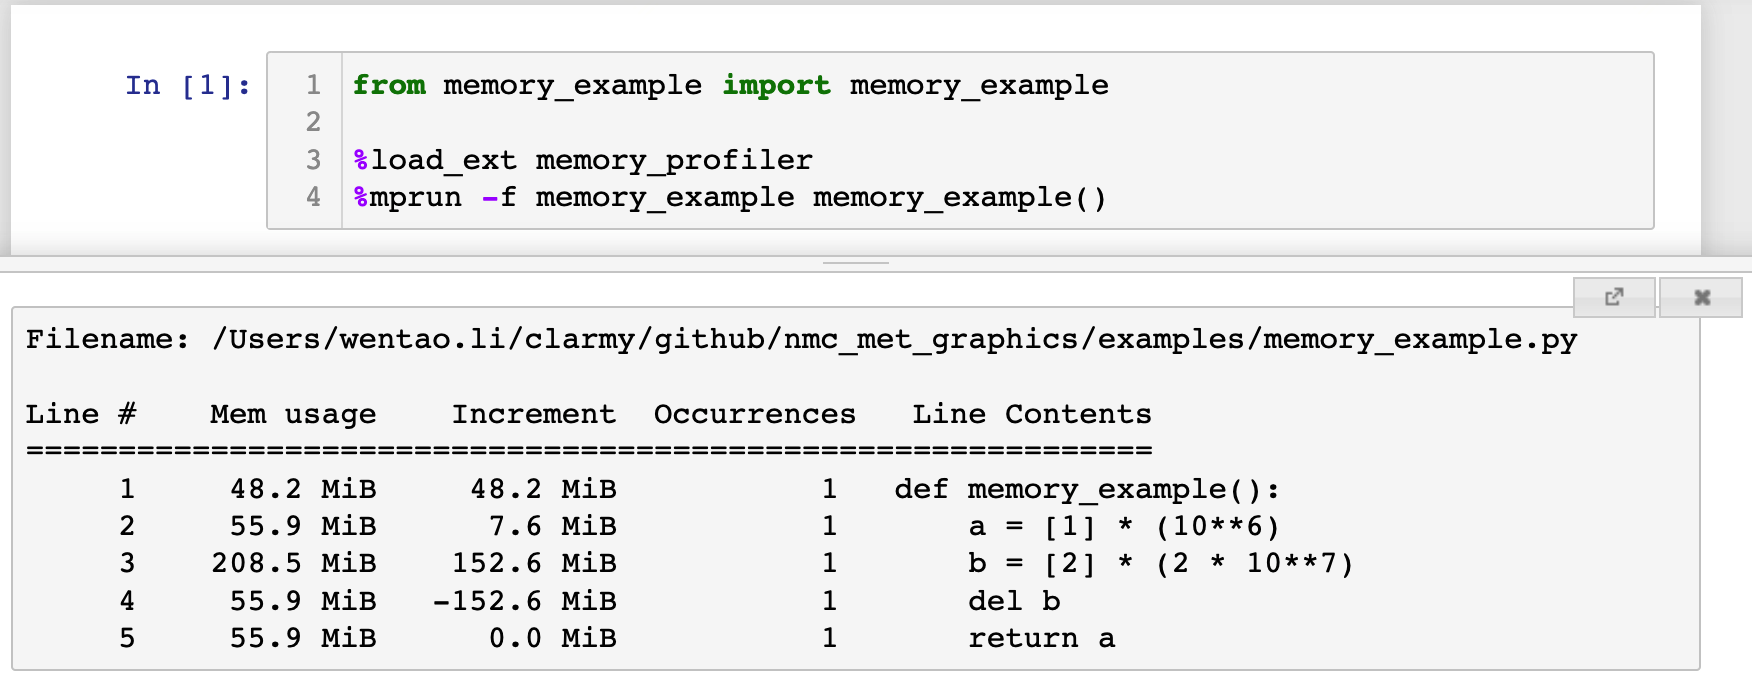 In [1]:
1 from memory_example import memory_example
2
3 %load_ext memory_profiler
4 %mprun -f memory_example memory_example()
Filename: /Users/wentao.li/clarmy/github/nmc_met_graphics/examples/memory_example.py
Line #    Mem usage    Increment  Occurrences   Line Contents
=============================================================
     1     48.2 MiB     48.2 MiB           1   def memory_example():
     2     55.9 MiB      7.6 MiB           1       a = [1] * (10**6)
     3    208.5 MiB    152.6 MiB           1       b = [2] * (2 * 10**7)
     4     55.9 MiB   -152.6 MiB           1       del b
     5     55.9 MiB      0.0 MiB           1       return a